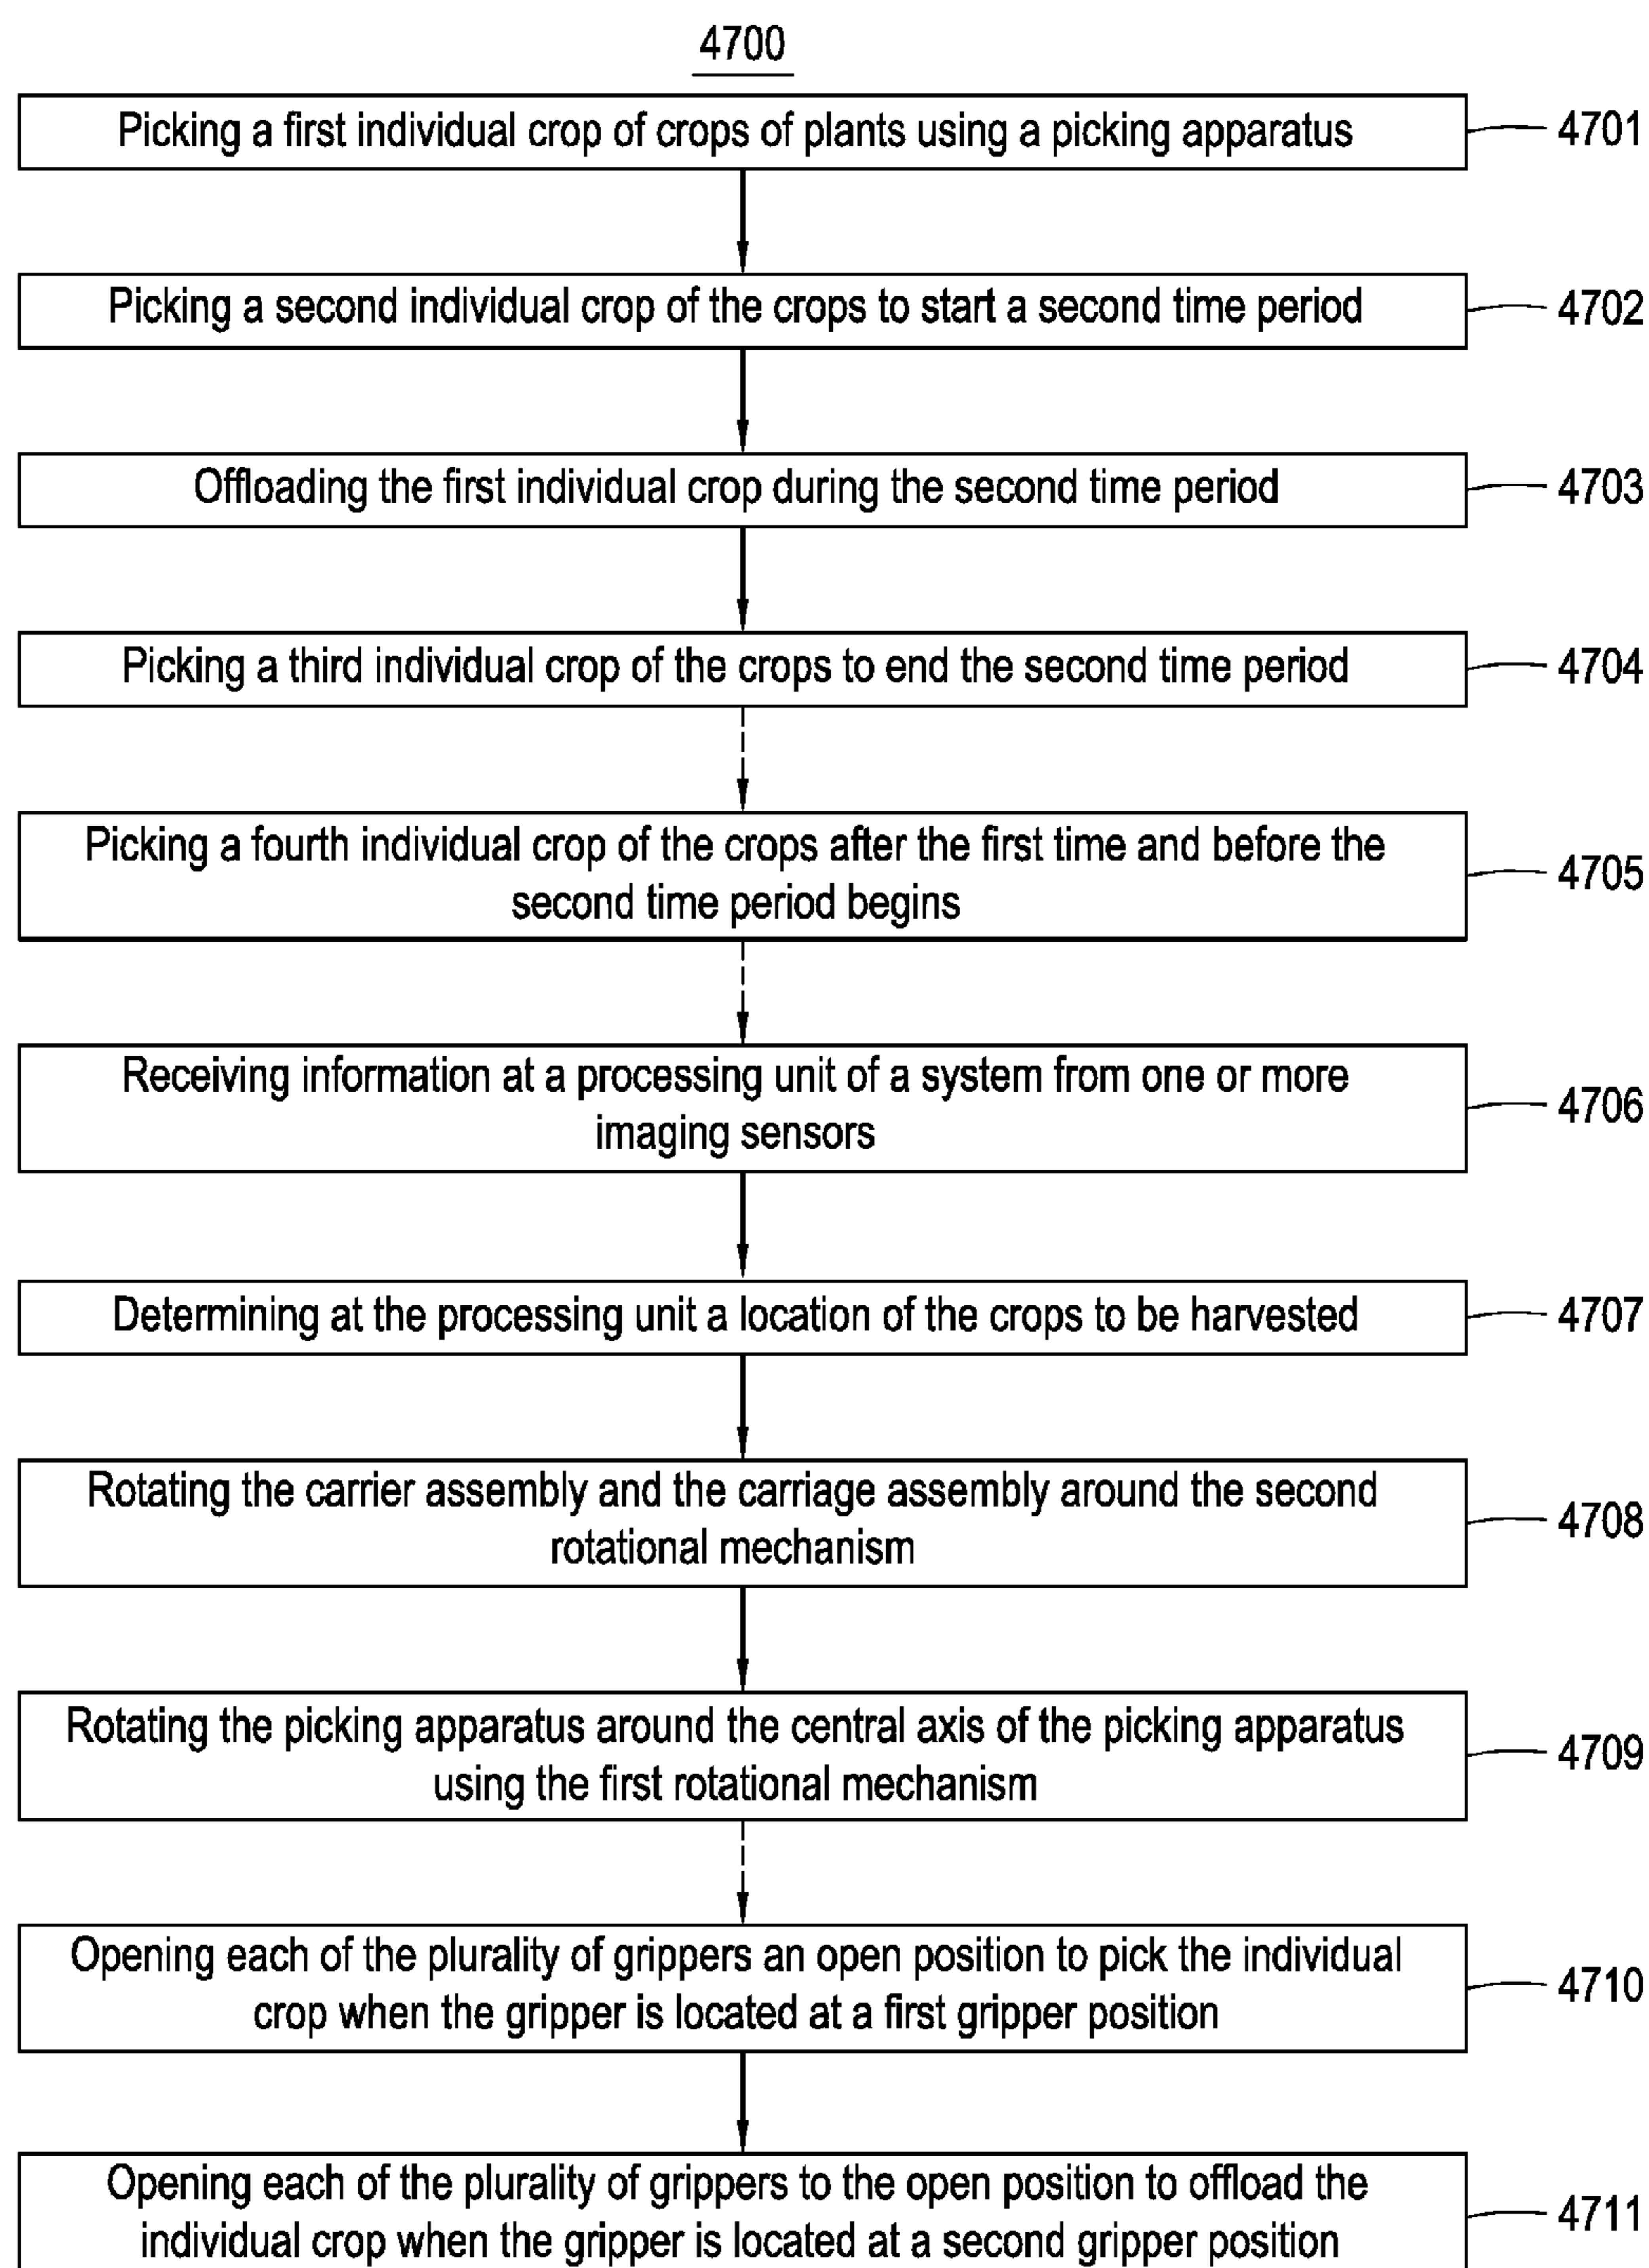 4700
Picking a first individual crop of crops of plants using a picking apparatus
4701
Picking a second individual crop of the crops to start a second time period
4702
Offloading the first individual crop during the second time period
4703
Picking a third individual crop of the crops to end the second time period
4704
Picking a fourth individual crop of the crops after the first time and before the
second time period begins
4705
Receiving information at a processing unit of a system from one or more
imaging sensors
4706
Determining at the processing unit a location of the crops to be harvested
4707
Rotating the carrier assembly and the carriage assembly around the second
rotational mechanism
4708
Rotating the picking apparatus around the central axis of the picking apparatus
using the first rotational mechanism
4709
Opening each of the plurality of grippers an open position to pick the individual
crop when the gripper is located at a first gripper position
4710
Opening each of the plurality of grippers to the open position to offload the
individual crop when the gripper is located at a second gripper position
4711